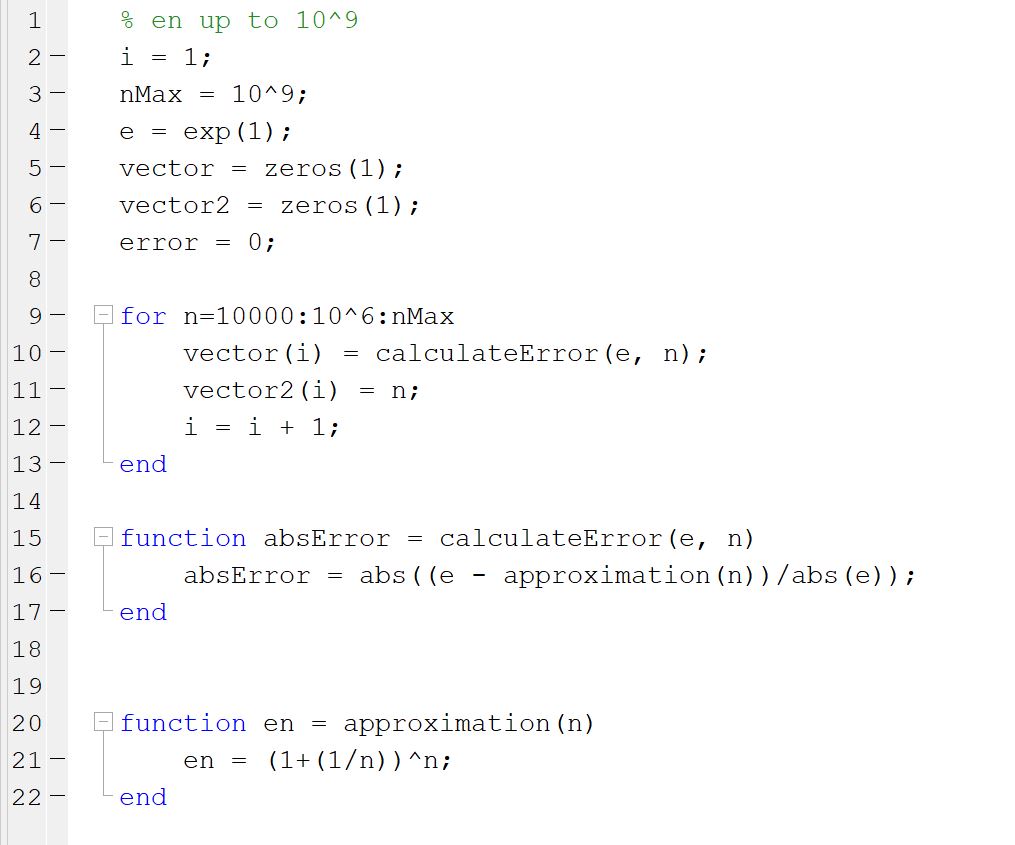 1 % en up to 10^9
2 – i = 1;
3 – nMax = 10^9;
4 – e = exp(1);
5 – vector = zeros(1);
6 – vector2 = zeros(1);
7 – error = 0;
8
9 – for n=10000:10^6:nMax
10 – vector(i) = calculateError(e, n);
11 – vector2(i) = n;
12 – i = i + 1;
13 – end
14
15 function absError = calculateError(e, n)
16 – absError = abs((e - approximation(n))/abs(e));
17 – end
18
19
20 function en = approximation(n)
21 – en = (1+(1/n))^n;
22 – end